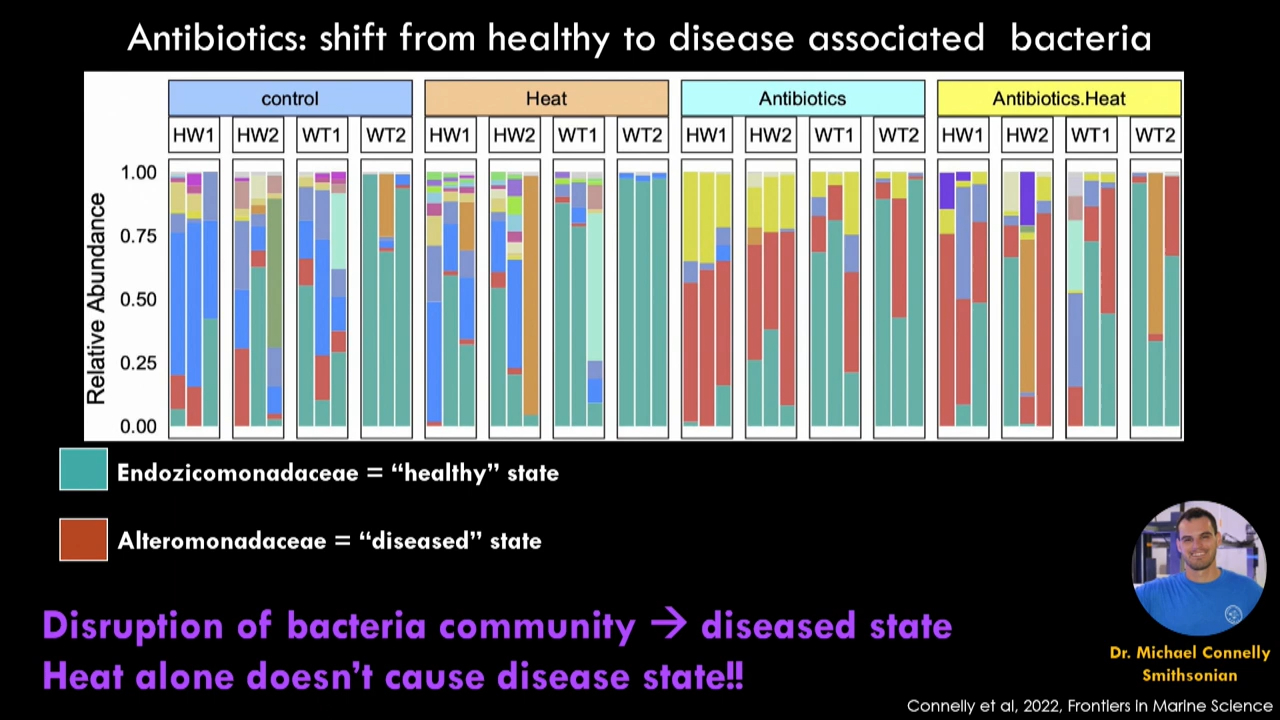 Antibiotics: shift from healthy to disease associated bacteria
control Heat Antibiotics Antibiotics.Heat
HW1 HW2 WT1 WT2 HW1 HW2 WT1 WT2 HW1 HW2 WT1 WT2 HW1 HW2 WT1 WT2
Relative Abundance
1.00
0.75
0.50
0.25
0.00
Endozicomonadaceae = “healthy” state
Alteromonadaceae = “diseased” state
Disruption of bacteria community → diseased state
Heat alone doesn’t cause disease state!!
Dr. Michael Connelly
Smithsonian
Connelly et al, 2022, Frontiers in Marine Science